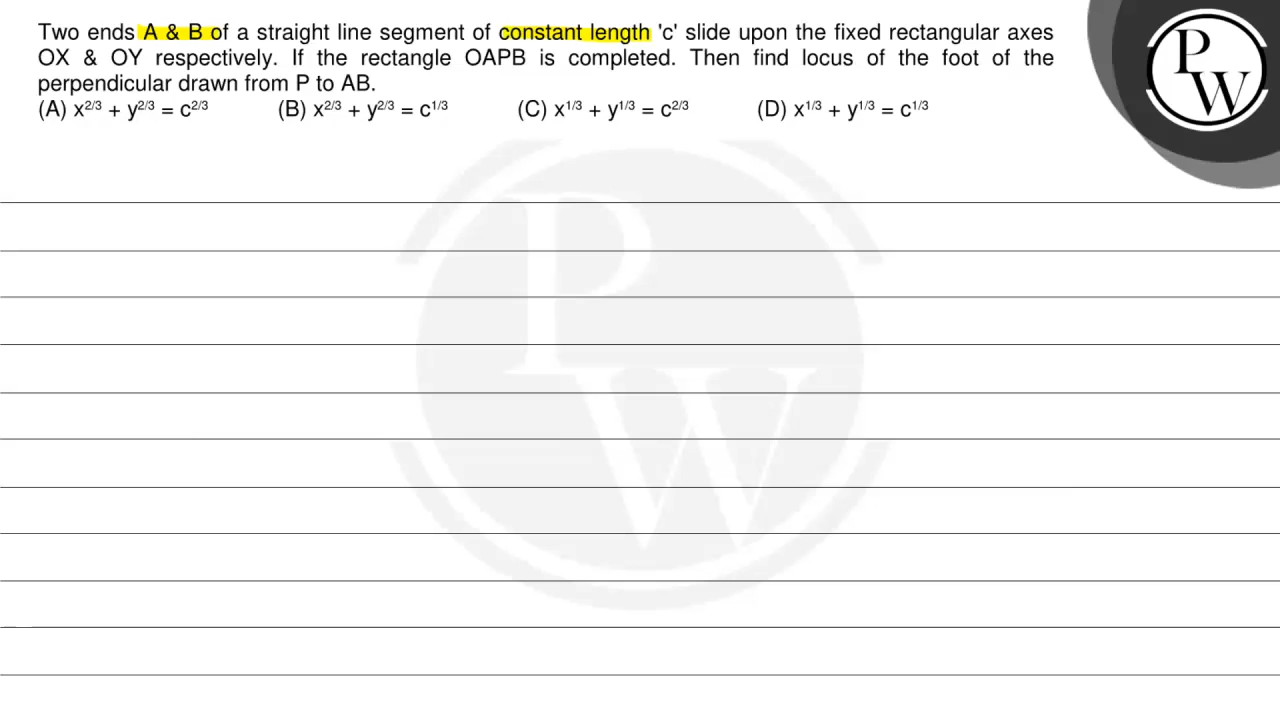 Two ends A & B of a straight line segment of constant length 'c' slide upon the fixed rectangular axes
OX & OY respectively. If the rectangle OAPB is completed. Then find locus of the foot of the
perpendicular drawn from P to AB.
(A) x^{2/3} + y^{2/3} = c^{2/3} (B) x^{2/3} + y^{2/3} = c^{1/3} (C) x^{1/3} + y^{1/3} = c^{2/3} (D) x^{1/3} + y^{1/3} = c^{1/3}
P
W
P
W